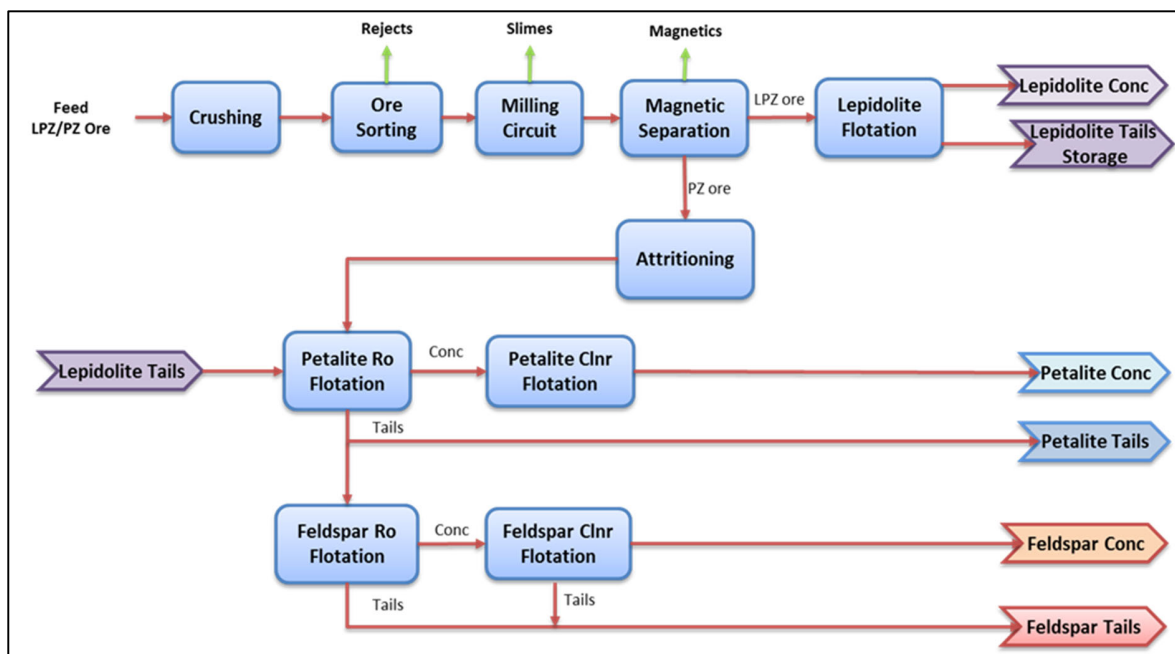 Rejects
Slimes
Magnetics
Feed
LPZ/PZ Ore
Crushing
Ore
Sorting
Milling
Circuit
Magnetic
Separation
LPZ ore
Lepidolite
Flotation
Lepidolite Conc
Lepidolite Tails
Storage
PZ ore
Attritioning
Lepidolite Tails
Petalite Ro
Flotation
Conc
Petalite Clnr
Flotation
Petalite Conc
Tails
Petalite Tails
Feldspar Ro
Flotation
Conc
Feldspar Clnr
Flotation
Feldspar Conc
Tails
Tails
Feldspar Tails